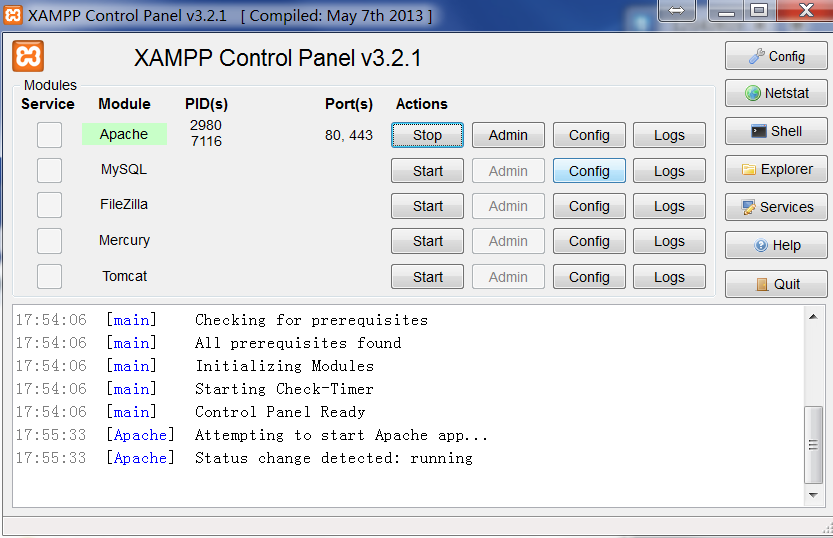 XAMPP Control Panel v3.2.1 [ Compiled: May 7th 2013 ]
XAMPP Control Panel v3.2.1
Config
Modules
Service Module PID(s) Port(s) Actions
Netstat
Apache 2980 7116 80, 443 Stop Admin Config Logs
Shell
MySQL Start Admin Config Logs
Explorer
FileZilla Start Admin Config Logs
Services
Mercury Start Admin Config Logs
Help
Tomcat Start Admin Config Logs
Quit
17:54:06 [main] Checking for prerequisites
17:54:06 [main] All prerequisites found
17:54:06 [main] Initializing Modules
17:54:06 [main] Starting Check-Timer
17:54:06 [main] Control Panel Ready
17:55:33 [Apache] Attempting to start Apache app...
17:55:33 [Apache] Status change detected: running